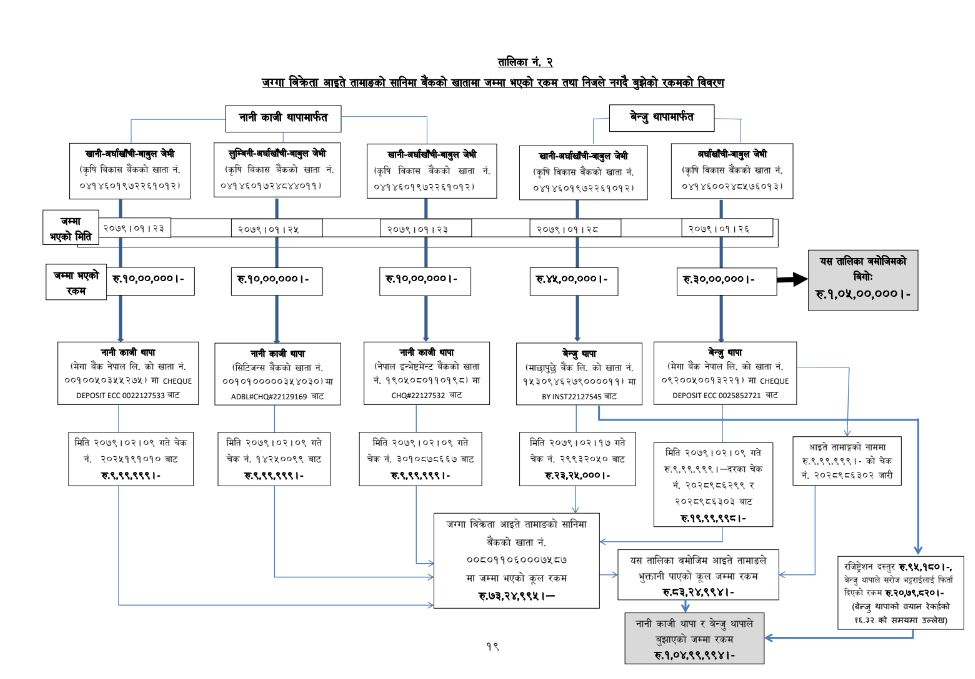 तालिका नं. २
जग्गा बिक्रेता आइते तामाङको सानिमा बैंकको खातामा जम्मा भएको रकम तथा निजले नगदै बुझेको रकमको विवरण
नानी काजी थापामार्फत
बेन्जु थापामार्फत
खानी-अर्घाखाँची-बाबुल जेभी
(कृषि विकास बैंकको खाता नं.
०४१४६०१९७२२६१०१२)
लुम्बिनी-अर्घाखाँची-बाबुल जेभी
(कृषि विकास बैंकको खाता नं.
०४१४६०१७२४८४४०११)
खानी-अर्घाखाँची-बाबुल जेभी
(कृषि विकास बैंकको खाता नं.
०४१४६०१९७२२६१०१२)
खानी-अर्घाखाँची-बाबुल जेभी
(कृषि विकास बैंकको खाता नं.
०४१४६०१९७२२६१०१२)
अर्घाखाँची-बाबुल जेभी
(कृषि विकास बैंकको खाता नं.
०४१४६००२४८५७६०१३)
जम्मा
भएको मिति
२०७९।०१।२३
२०७९।०१।२५
२०७९।०१।२३
२०७९।०१।२८
२०७९।०१।२६
जम्मा भएको
रकम
रु.१०,००,०००।-
रु.१०,००,०००।-
रु.१०,००,०००।-
रु.४५,००,०००।-
रु.३०,००,०००।-
यस तालिका बमोजिमको
बिगोः
रु.१,०५,००,०००।-
नानी काजी थापा
(मेगा बैंक नेपाल लि. को खाता नं.
००१००५०३५५२७५) मा CHEQUE
DEPOSIT ECC 0022127533 बाट
नानी काजी थापा
(सिटिजन्स बैंकको खाता नं.
००१०१०००००३५४०३०) मा
ADBL#CHQ#22129169 बाट
नानी काजी थापा
(नेपाल इन्भेष्टमेन्ट बैंकको खाता
नं. १९०५०८०११०१९८) मा
CHQ#22127532 बाट
बेन्जु थापा
(माछापुछ्रे बैंक लि. को खाता नं.
१५३०९४६२७९००००११) मा
BY INST22127545 बाट
बेन्जु थापा
(मेगा बैंक नेपाल लि. को खाता नं.
०९२००५००१३२२१) मा CHEQUE
DEPOSIT ECC 0025852721 बाट
मिति २०७९।०२।०९ गते चेक
नं. २०२५१९१०१० बाट
रु.९,९९,९९९।-
मिति २०७९।०२।०९ गते
चेक नं. १४२५००९९ बाट
रु.९,९९,९९९।-
मिति २०७९।०२।०९ गते
चेक नं. ३०१०८७८६६७ बाट
रु.९,९९,९९९।-
मिति २०७९।०२।१७ गते
चेक नं. २९९३२०५० बाट
रु.२३,२५,०००।-
मिति २०७९।०२।०९ गते
रु.९,९९,९९९।–दरका चेक
नं. २०२८९८६२९९ र
२०२८९८६३०३ बाट
रु.१९,९९,९९८।-
आइते तामाङको नाममा
रु.९,९९,९९९।- को चेक
नं. २०२८९८६३०२ जारी
जग्गा बिक्रेता आइते तामाङको सानिमा
बैंकको खाता नं.
००८०११०६०००७५८७
मा जम्मा भएको कूल रकम
रु.७३,२४,९९५।–
यस तालिका बमोजिम आइते तामाङले
भुक्तानी पाएको कूल जम्मा रकम
रु.८३,२४,९९४।-
रजिष्ट्रेशन दस्तुर रु.९५,१८०।-,
बेन्जु थापाले सरोज भट्टराईलाई फिर्ता
दिएको रकम रु.२०,७९,८२०।-
(बेन्जु थापाको बयान रेकर्डको
१६.३२ को समयमा उल्लेख)
नानी काजी थापा र बेन्जु थापाले
बुझाएको जम्मा रकम
रु.१,०४,९९,९९४।-
१९